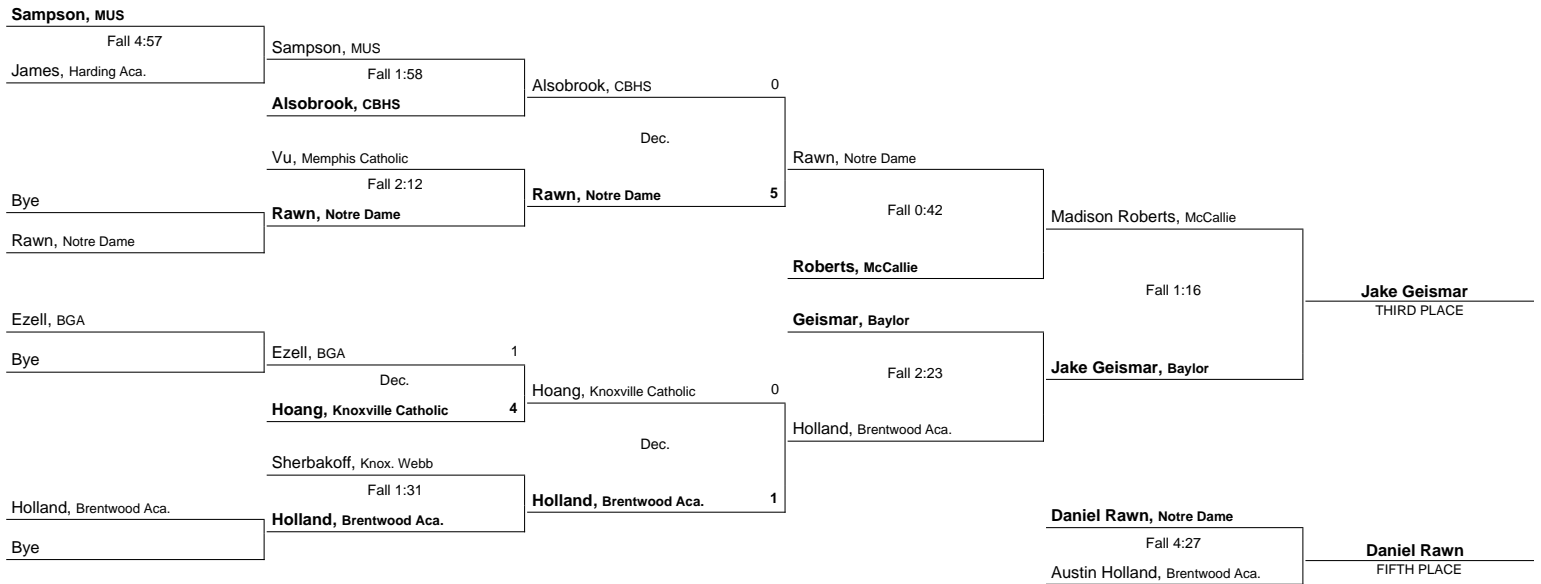 Sampson, MUS
Fall 4:57
James, Harding Aca.
Sampson, MUS
Fall 1:58
Alsobrook, CBHS
Vu, Memphis Catholic
Fall 2:12
Rawn, Notre Dame
Bye
Rawn, Notre Dame
Alsobrook, CBHS 0
Dec.
Rawn, Notre Dame 5
Rawn, Notre Dame
Fall 0:42
Roberts, McCallie
Madison Roberts, McCallie
Fall 1:16
Jake Geismar, Baylor
Jake Geismar
THIRD PLACE
Ezell, BGA
Bye
Ezell, BGA 1
Dec.
Hoang, Knoxville Catholic 4
Sherbakoff, Knox. Webb
Fall 1:31
Holland, Brentwood Aca.
Holland, Brentwood Aca.
Bye
Hoang, Knoxville Catholic 0
Dec.
Holland, Brentwood Aca. 1
Geismar, Baylor
Fall 2:23
Holland, Brentwood Aca.
Daniel Rawn, Notre Dame
Fall 4:27
Austin Holland, Brentwood Aca.
Daniel Rawn
FIFTH PLACE